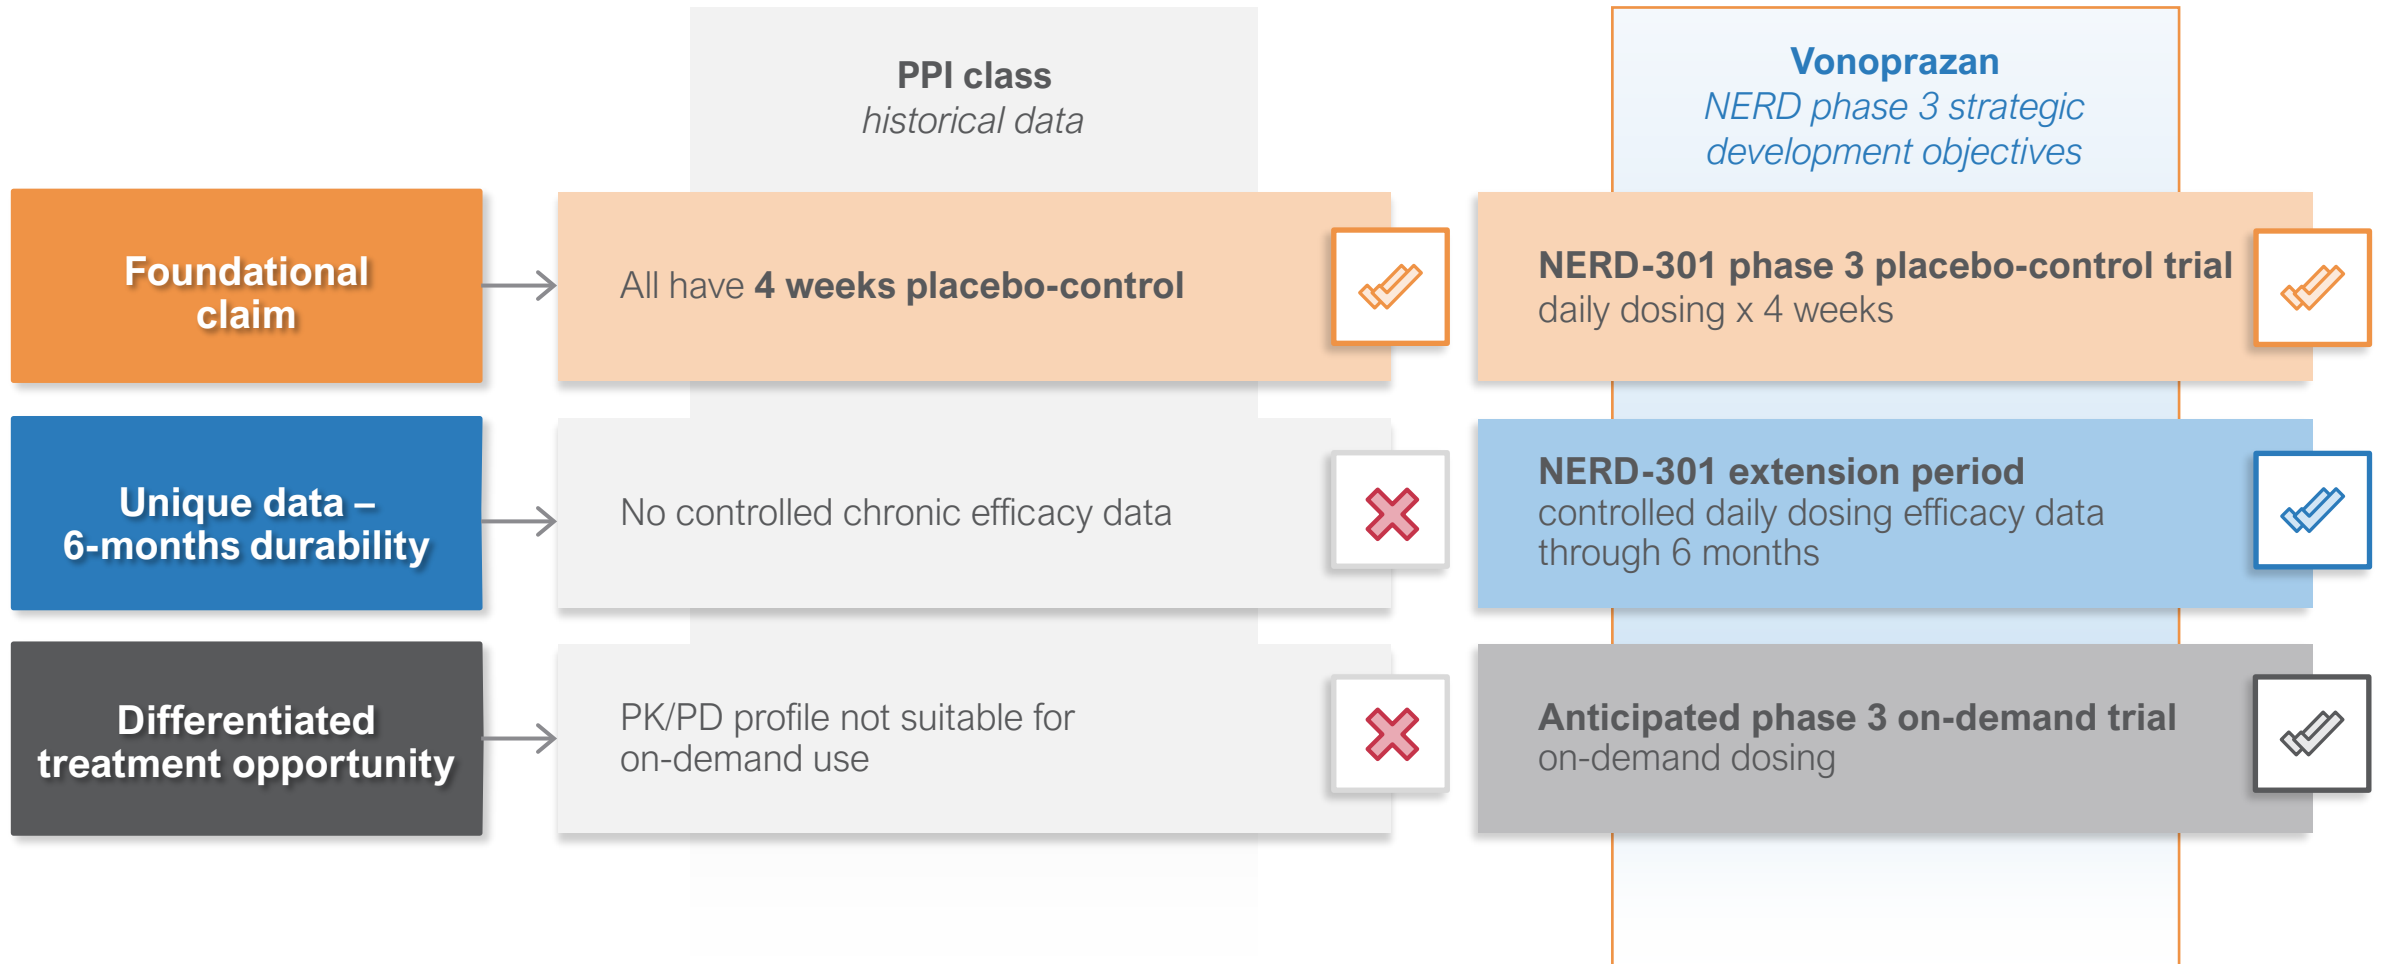 PPI class
historical data
Vonoprazan
NERD phase 3 strategic
development objectives
Foundational
claim
All have 4 weeks placebo-control
NERD-301 phase 3 placebo-control trial
daily dosing x 4 weeks
Unique data –
6-months durability
No controlled chronic efficacy data
NERD-301 extension period
controlled daily dosing efficacy data
through 6 months
Differentiated
treatment opportunity
PK/PD profile not suitable for
on-demand use
Anticipated phase 3 on-demand trial
on-demand dosing